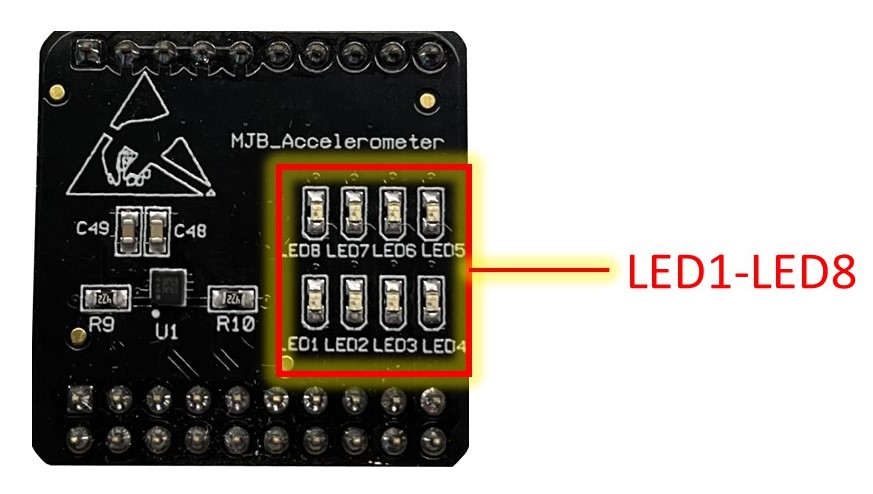 MJB_Accelerometer
C49
C48
LED8 LED7 LED6 LED5
LED1-LED8
R9
U1
R10
LED1 LED2 LED3 LED4